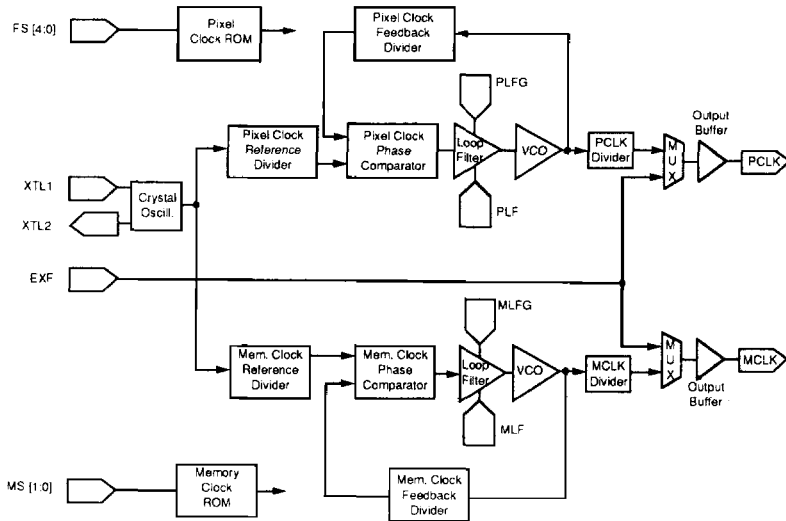 FS [4:0]
Pixel
Clock ROM
Pixel Clock
Feedback
Divider
PLFG
Output
Buffer
Pixel Clock
Reference
Divider
Pixel Clock
Phase
Comparator
Loop
Filter
VCO
PCLK
Divider
MUX
PCLK
XTL1
XTL2
Crystal
Oscill.
PLF
EXF
MLFG
Mem. Clock
Reference
Divider
Mem. Clock
Phase
Comparator
Loop
Filter
VCO
MCLK
Divider
MUX
MCLK
Output
Buffer
MLF
MS [1:0]
Memory
Clock
ROM
Mem. Clock
Feedback
Divider